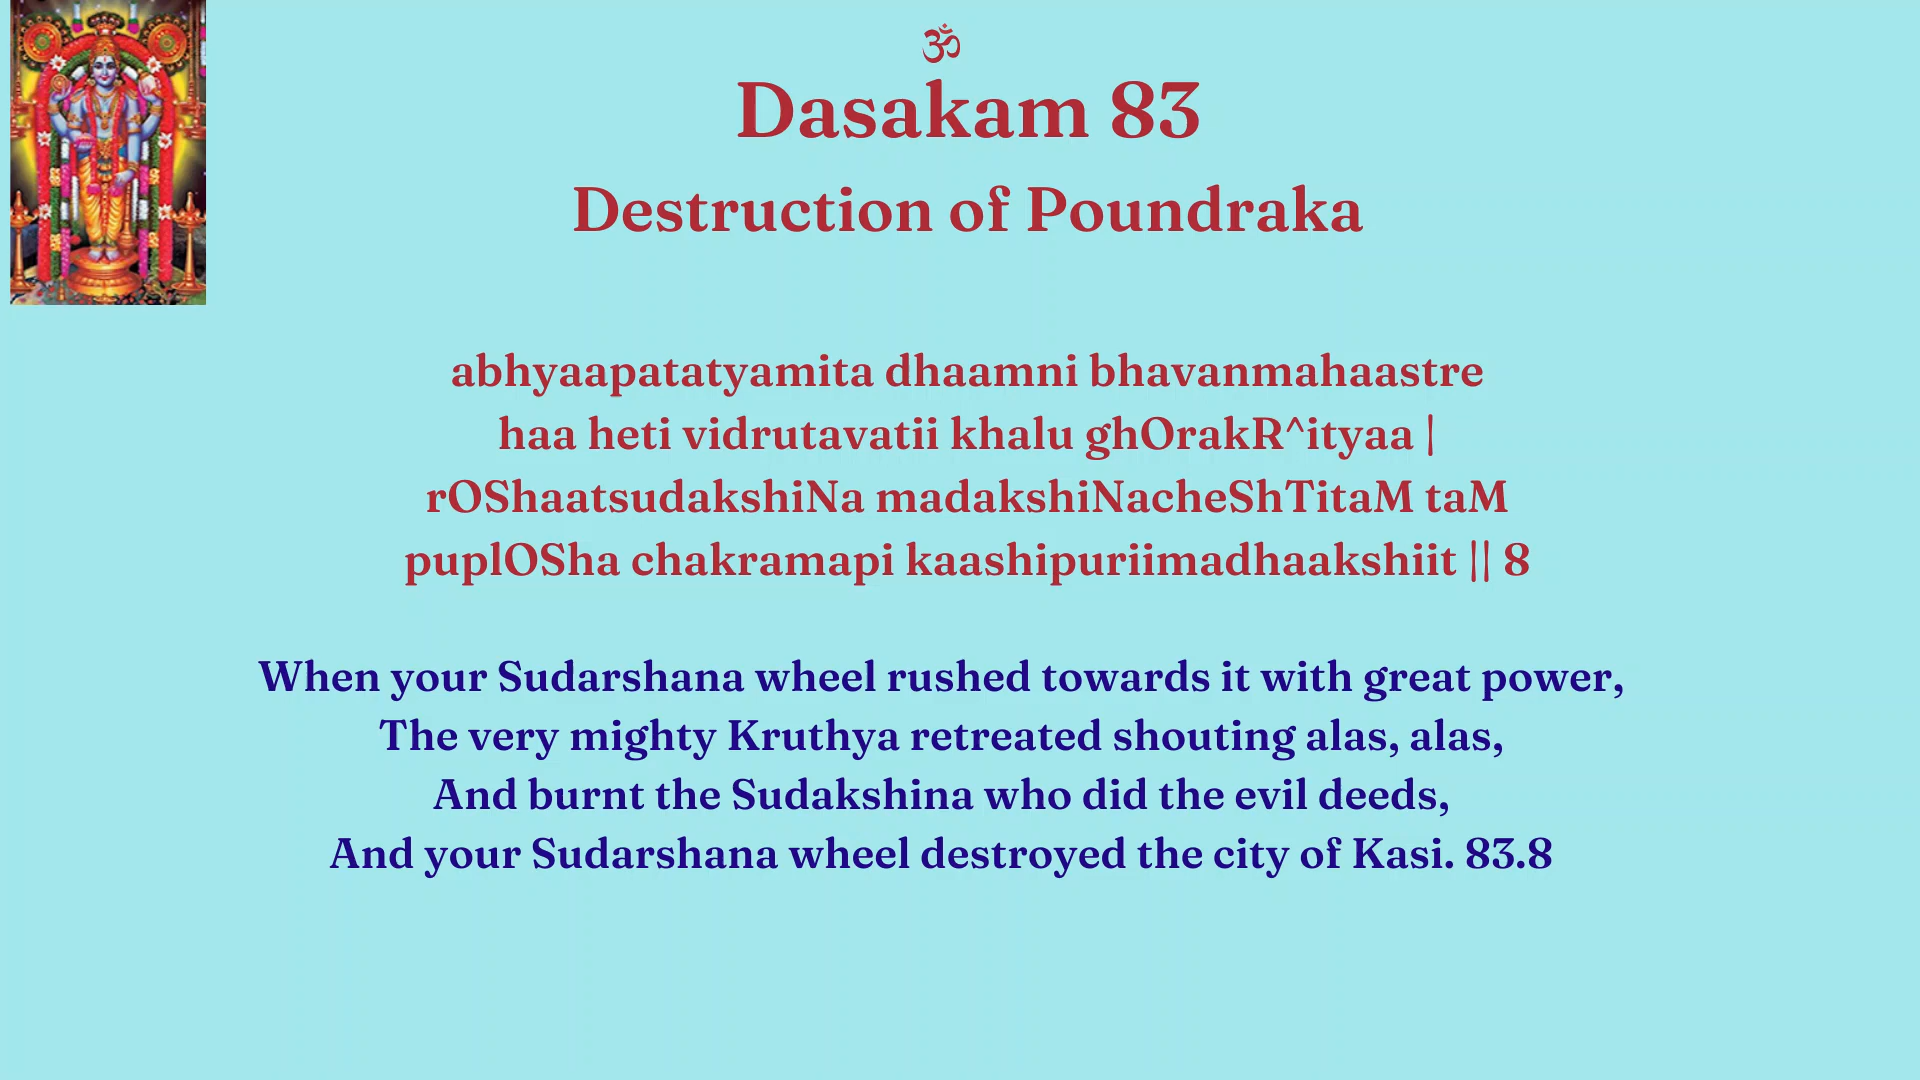 ॐ
Dasakam 83
Destruction of Poundraka
abhyaapatatyamita dhaamni bhavanmahaastre
haa heti vidrutavatii khalu ghOrakR^ityaa |
rOShaatsudakshiNa madakshiNacheShTitaM taM
puplOSha chakramapi kaashipuriimadhaakshiit || 8
When your Sudarshana wheel rushed towards it with great power,
The very mighty Kruthya retreated shouting alas, alas,
And burnt the Sudakshina who did the evil deeds,
And your Sudarshana wheel destroyed the city of Kasi. 83.8